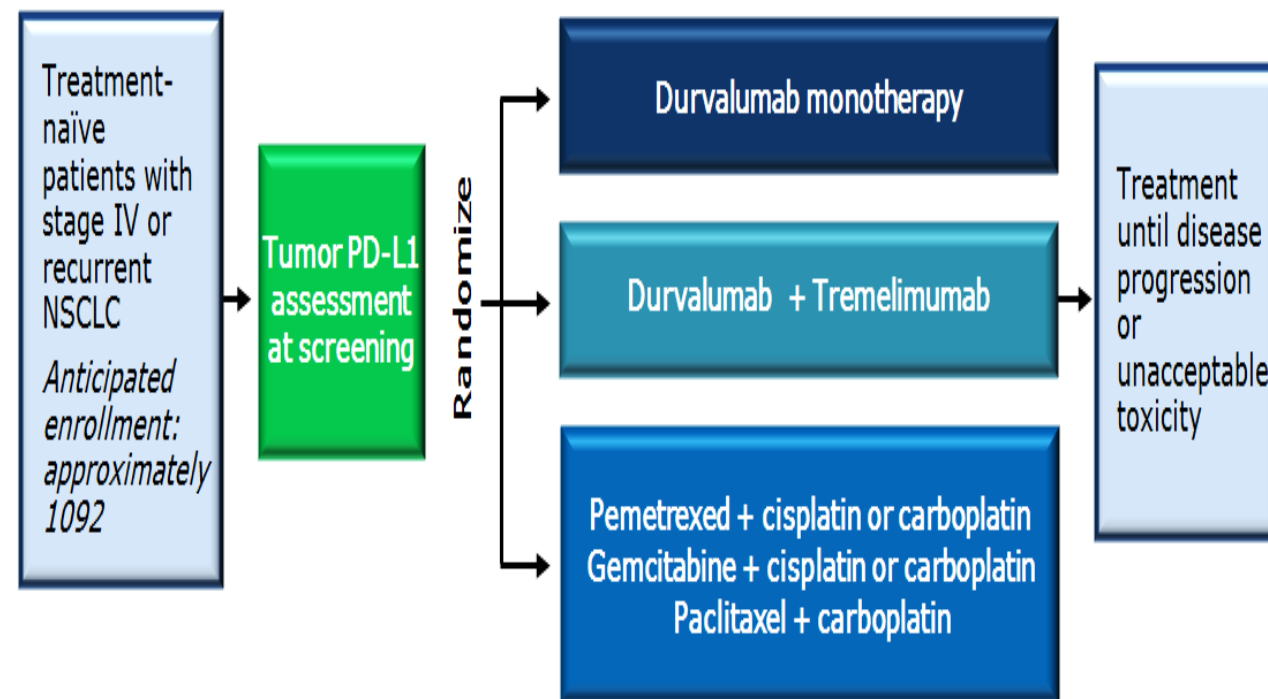 Treatment-
naïve
patients with
stage IV or
recurrent
NSCLC
Anticipated
enrollment:
approximately
1092
Tumor PD-L1
assessment
at screening
Randomize
Durvalumab monotherapy
Durvalumab + Tremelimumab
Pemetrexed + cisplatin or carboplatin
Gemcitabine + cisplatin or carboplatin
Paclitaxel + carboplatin
Treatment
until disease
progression
or
unacceptable
toxicity